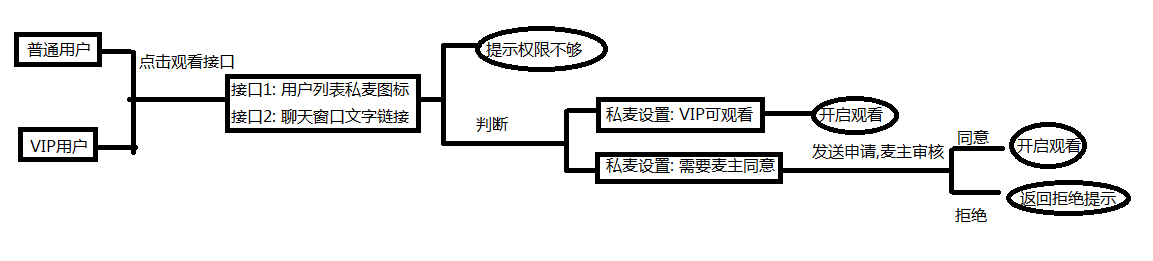 普通用户
VIP用户
点击观看接口
接口1: 用户列表私麦图标
接口2: 聊天窗口文字链接
提示权限不够
判断
私麦设置: VIP可观看
开启观看
私麦设置: 需要麦主同意
发送申请,麦主审核
同意
开启观看
拒绝
返回拒绝提示